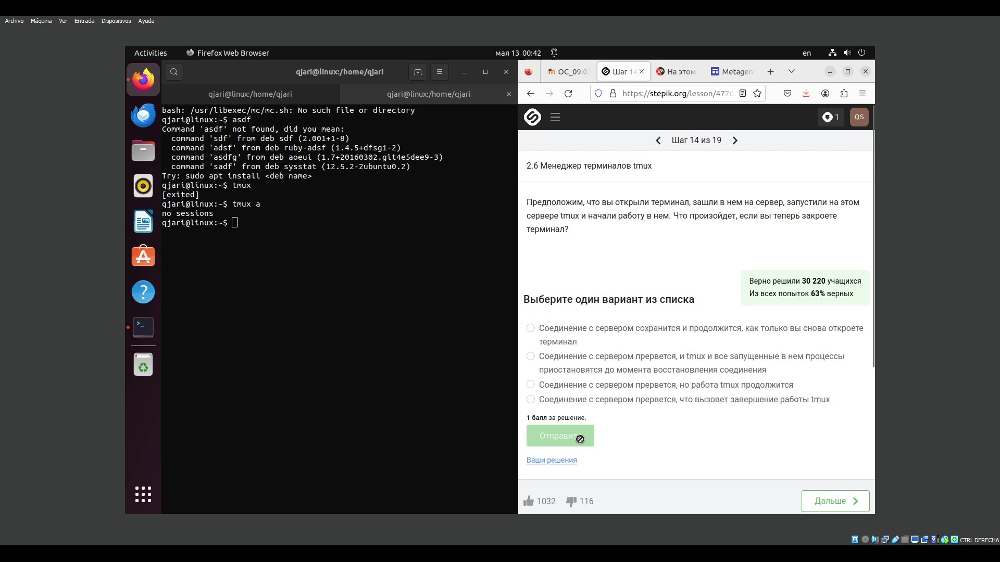 Archivo Máquina Ver Entrada Dispositivos Ayuda
Activities Firefox Web Browser мая 13 00:42 en
qjari@linux:/home/qjari
qjari@linux:/home/qjari qjari@linux:/home/qjari
bash: /usr/libexec/mc/mc.sh: No such file or directory
qjari@linux:~$ asdf
Command 'asdf' not found, did you mean:
command 'sdf' from deb sdf (2.001+1-8)
command 'adsf' from deb ruby-adsf (1.4.5+dfsg1-2)
command 'asdfg' from deb aoeui (1.7+20160302.git4e5dee9-3)
command 'sadf' from deb sysstat (12.5.2-2ubuntu0.2)
Try: sudo apt install <deb name>
qjari@linux:~$ tmux
[exited]
qjari@linux:~$ tmux a
no sessions
qjari@linux:~$
ОС_09.03 Шаг 14 На этом Metagen
https://stepik.org/lesson/4770
1 QS
Шаг 14 из 19
2.6 Менеджер терминалов tmux
Предположим, что вы открыли терминал, зашли в нем на сервер, запустили на этом
сервере tmux и начали работу в нем. Что произойдет, если вы теперь закроете
терминал?
Верно решили 30 220 учащихся
Из всех попыток 63% верных
Выберите один вариант из списка
Соединение с сервером сохранится и продолжится, как только вы снова откроете
терминал
Соединение с сервером прервется, и tmux и все запущенные в нем процессы
приостановятся до момента восстановления соединения
Соединение с сервером прервется, но работа tmux продолжится
Соединение с сервером прервется, что вызовет завершение работы tmux
1 балл за решение.
Отправить
Ваши решения
1032 116
Дальше
CTRL DERECHA